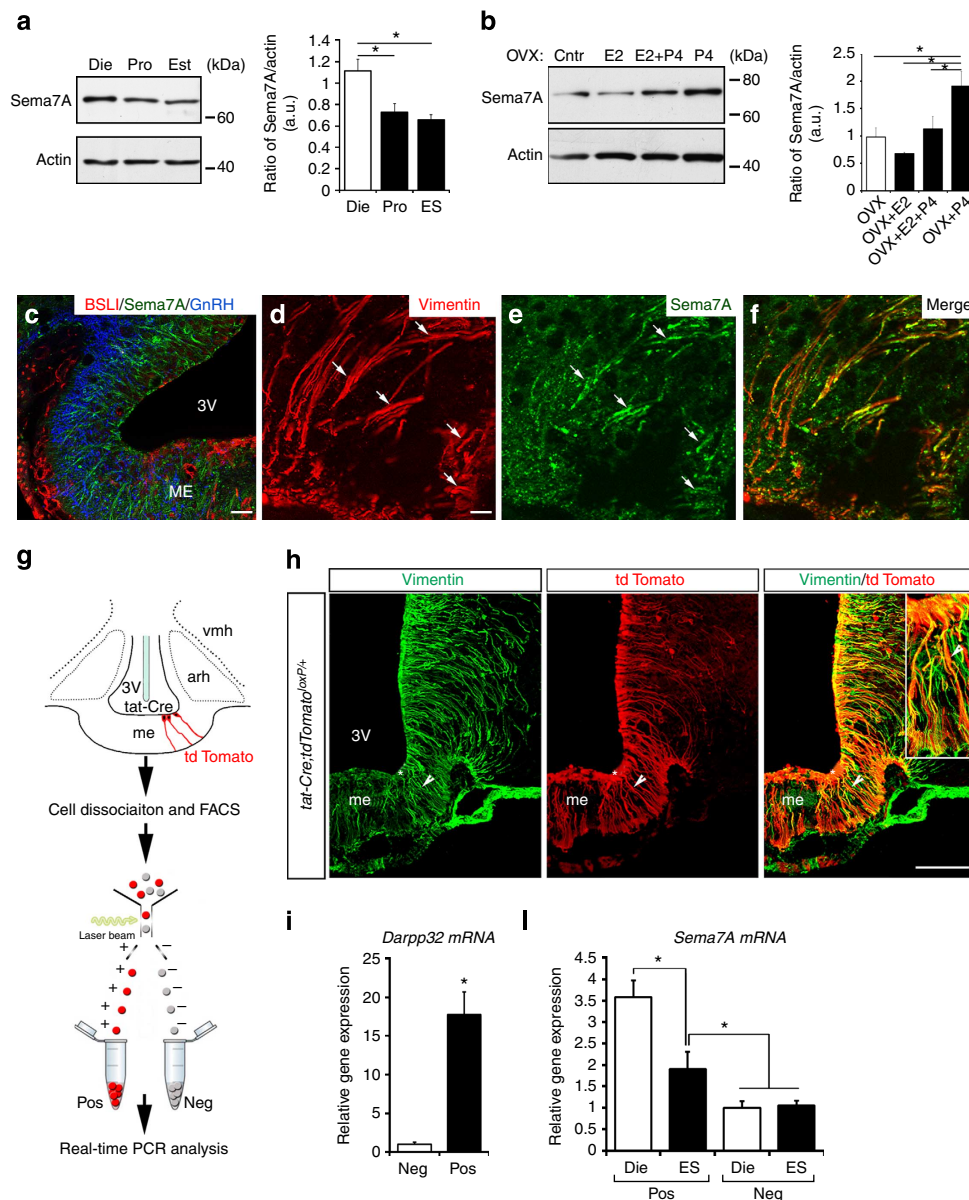 a
Die Pro Est (kDa)
Sema7A
60
Actin
40
Ratio of Sema7A/actin
(a.u.)
1.4
1.2
1
0.8
0.6
0.4
0.2
0
*
*
Die Pro ES
b
OVX: Cntr E2 E2+P4 P4 (kDa)
80
Sema7A
60
Actin
40
Ratio of Sema7A/actin
(a.u.)
2.5
2
1.5
1
0.5
0
*
*
*
OVX
OVX+E2
OVX+E2+P4
OVX+P4
c
BSLI/Sema7A/GnRH
3V
ME
d
Vimentin
e
Sema7A
f
Merge
g
vmh
arh
3V
tat-Cre
me
td Tomato
Cell dissociaiton and FACS
Laser beam
+ −
+ −
+ −
+ −
Pos Neg
Real-time PCR analysis
h
Vimentin
td Tomato
Vimentin/td Tomato
tat-Cre;tdTomatoloxP/+
3V
*
me
*
me
*
me
i
Darpp32 mRNA
Relative gene expression
25
20
15
10
5
0
*
Neg Pos
l
Sema7A mRNA
Relative gene expression
4.5
4
3.5
3
2.5
2
1.5
1
0.5
0
*
*
Die ES Die ES
Pos Neg